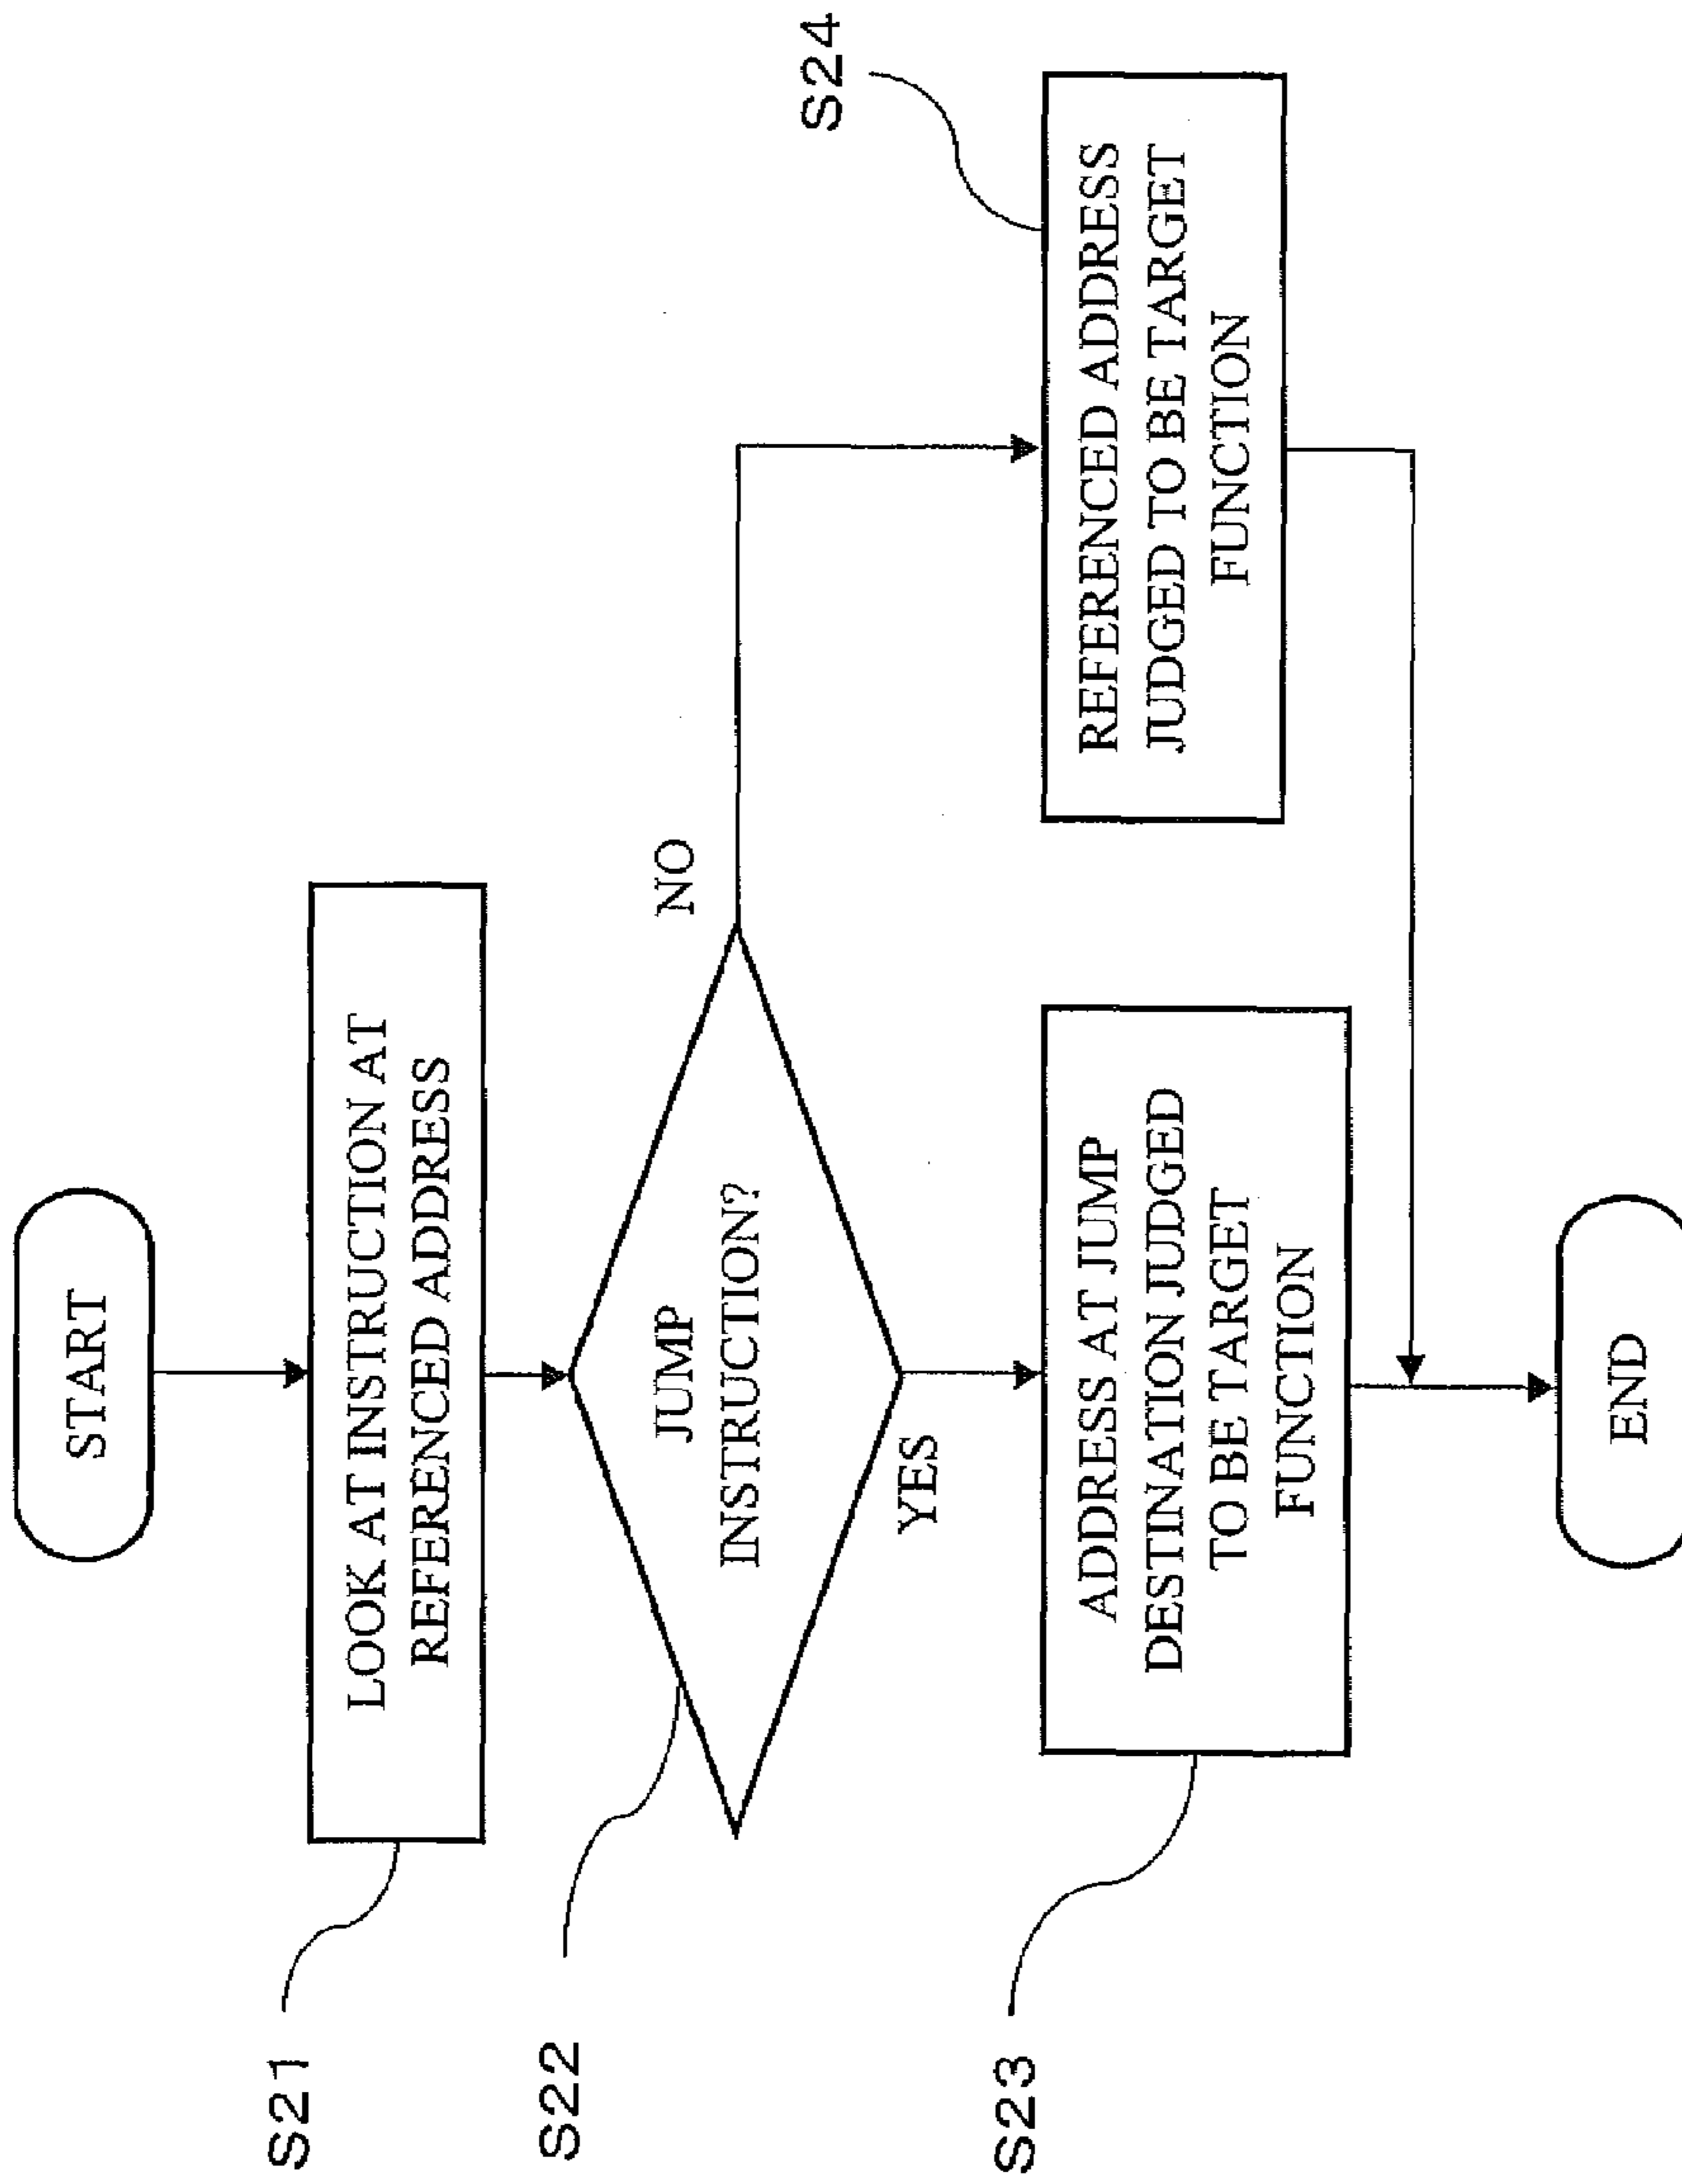 START
S21
LOOK AT INSTRUCTION AT
REFERENCED ADDRESS
S22
JUMP
INSTRUCTION?
NO
YES
S23
ADDRESS AT JUMP
DESTINATION JUDGED
TO BE TARGET
FUNCTION
S24
REFERENCED ADDRESS
JUDGED TO BE TARGET
FUNCTION
END